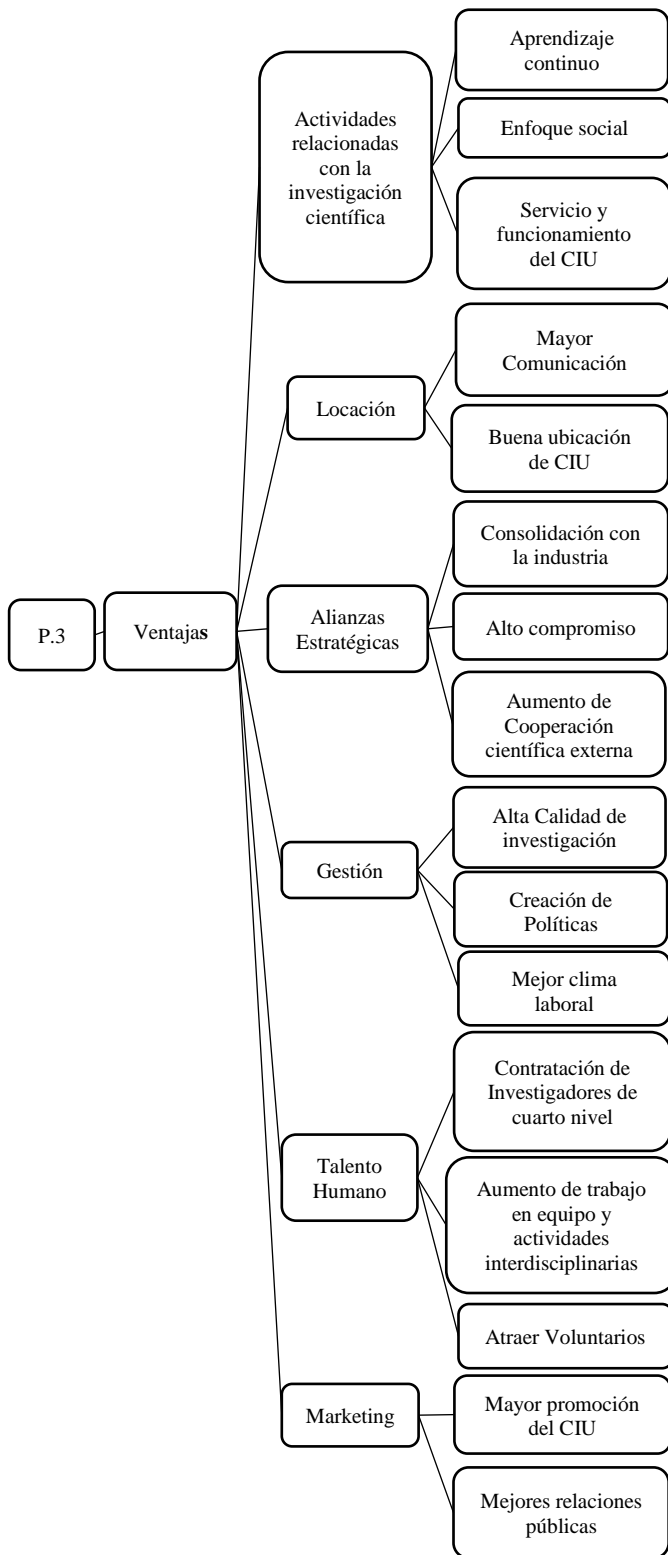 P.3
Ventajas
Actividades
relacionadas
con la
investigación
científica
Aprendizaje
continuo
Enfoque social
Servicio y
funcionamiento
del CIU
Locación
Mayor
Comunicación
Buena ubicación
de CIU
Alianzas
Estratégicas
Consolidación con
la industria
Alto compromiso
Aumento de
Cooperación
científica externa
Gestión
Alta Calidad de
investigación
Creación de
Políticas
Mejor clima
laboral
Talento
Humano
Contratación de
Investigadores de
cuarto nivel
Aumento de trabajo
en equipo y
actividades
interdisciplinarias
Atraer Voluntarios
Marketing
Mayor promoción
del CIU
Mejores relaciones
públicas